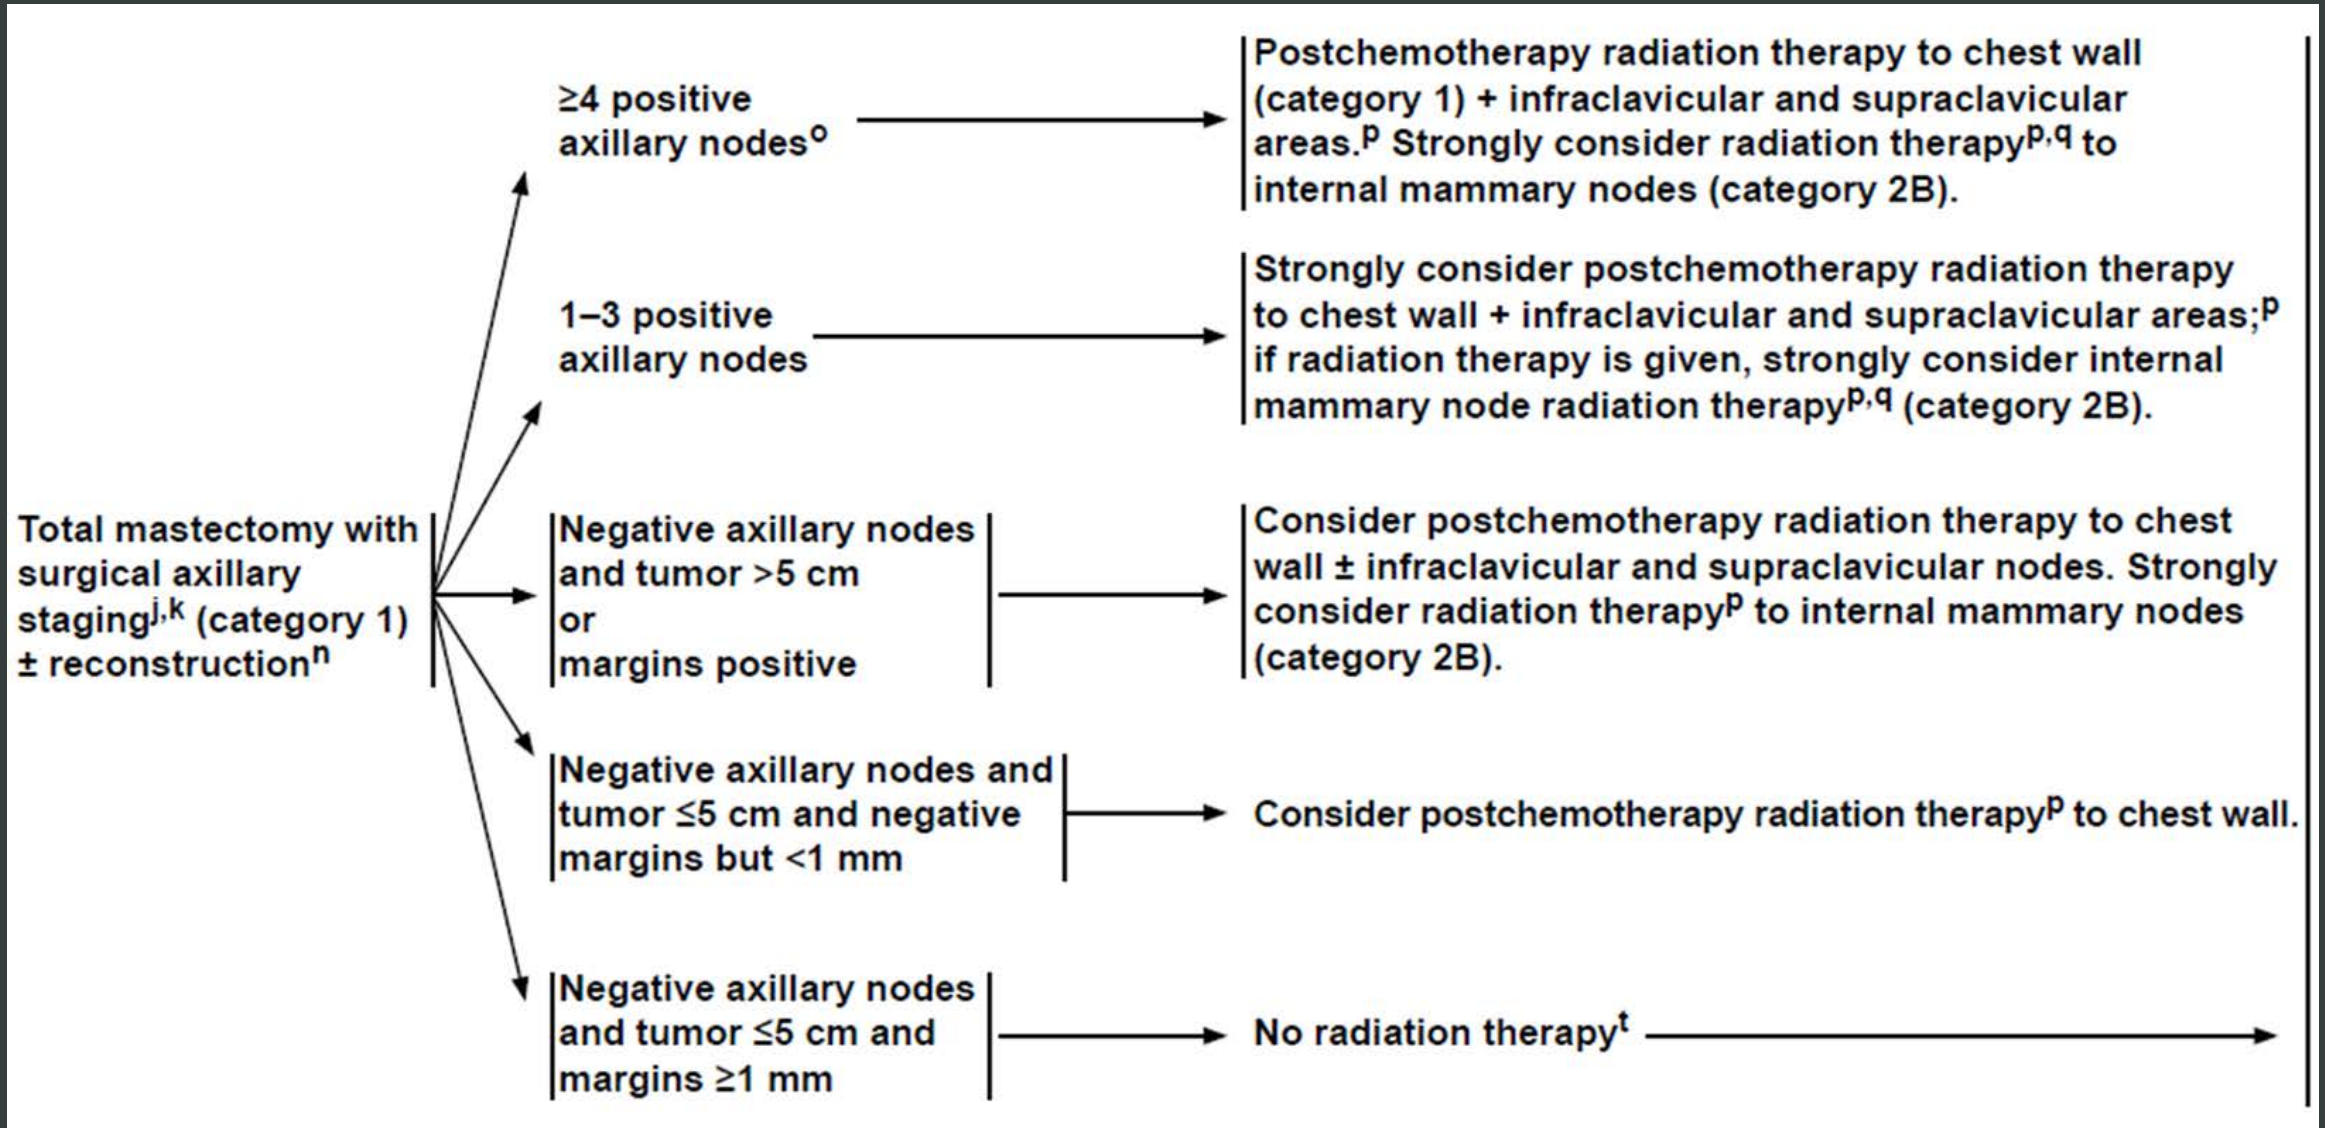 Total mastectomy with
surgical axillary
stagingj,k (category 1)
± reconstructionn
≥4 positive
axillary nodeso
Postchemotherapy radiation therapy to chest wall
(category 1) + infraclavicular and supraclavicular
areas.p Strongly consider radiation therapyp,q to
internal mammary nodes (category 2B).
1–3 positive
axillary nodes
Strongly consider postchemotherapy radiation therapy
to chest wall + infraclavicular and supraclavicular areas;p
if radiation therapy is given, strongly consider internal
mammary node radiation therapyp,q (category 2B).
Negative axillary nodes
and tumor >5 cm
or
margins positive
Consider postchemotherapy radiation therapy to chest
wall ± infraclavicular and supraclavicular nodes. Strongly
consider radiation therapyp to internal mammary nodes
(category 2B).
Negative axillary nodes and
tumor ≤5 cm and negative
margins but <1 mm
Consider postchemotherapy radiation therapyp to chest wall.
Negative axillary nodes
and tumor ≤5 cm and
margins ≥1 mm
No radiation therapyt